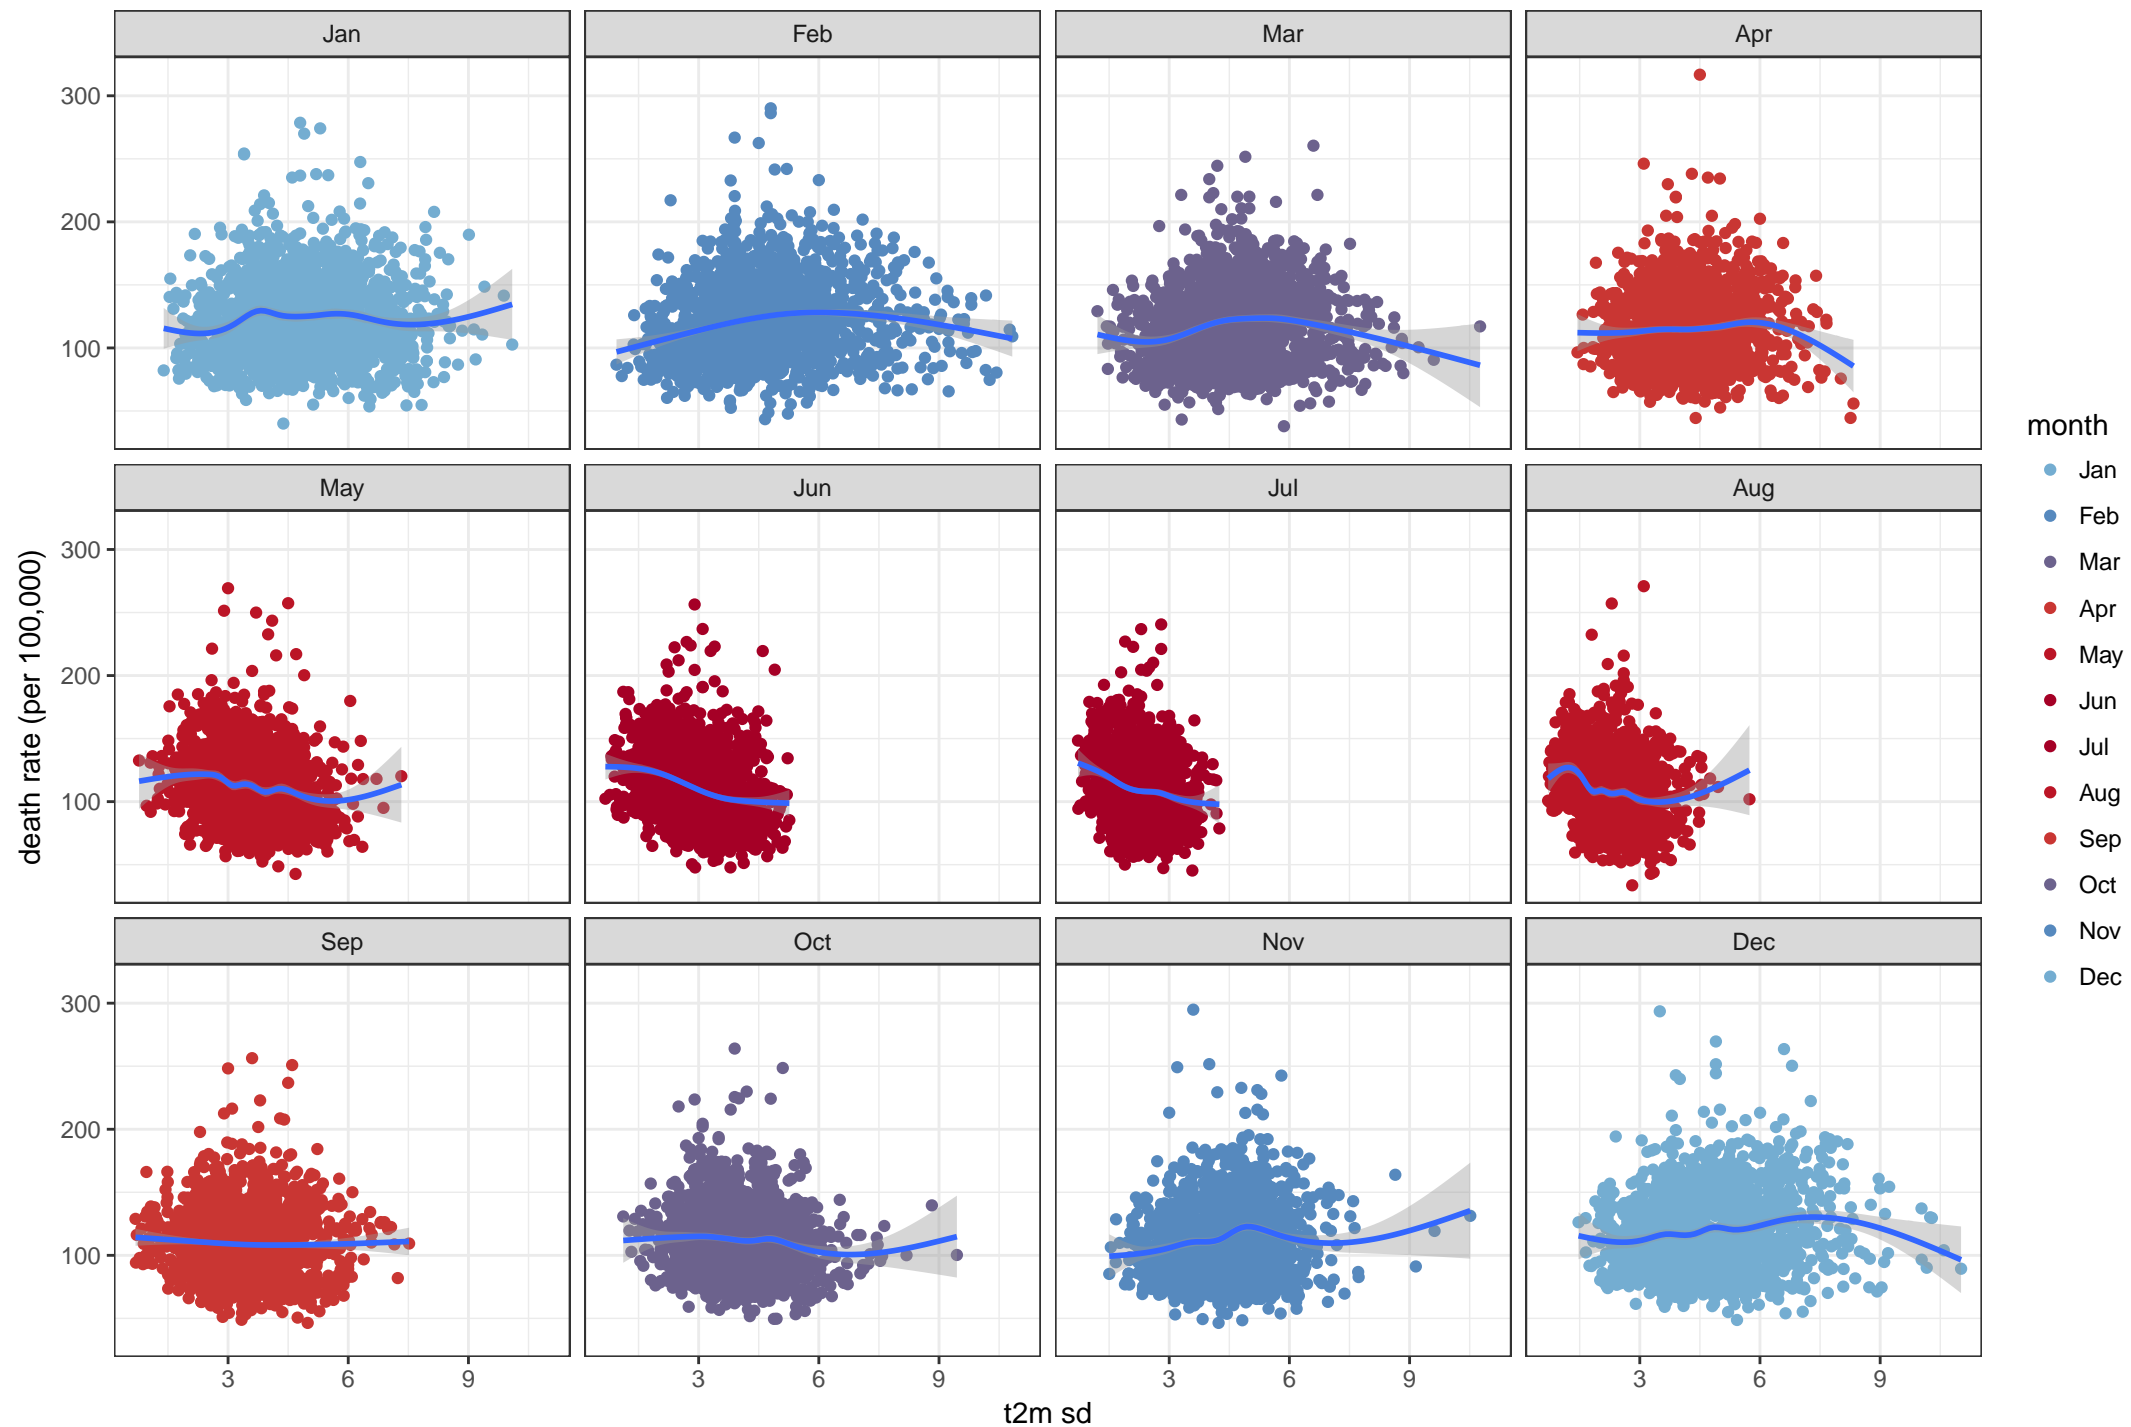 Jan Feb Mar Apr
300
200
100
May Jun Jul Aug
300
200
100
Sep Oct Nov Dec
300
200
100
3 6 9 3 6 9 3 6 9 3 6 9
t2m sd
death rate (per 100,000)
month
Jan
Feb
Mar
Apr
May
Jun
Jul
Aug
Sep
Oct
Nov
Dec